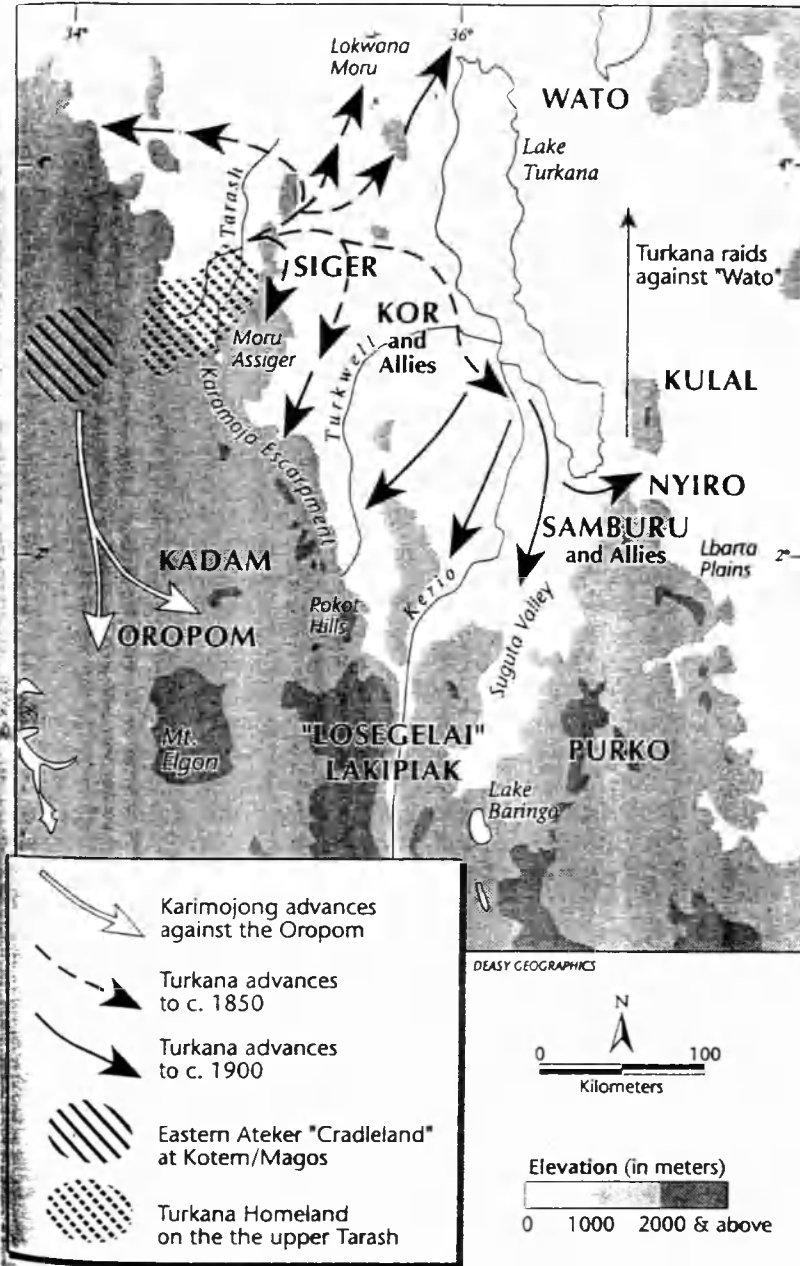 34°
36°
Lokwana
Moru
WATO
Lake
Turkana
4°
4°
Tarash
Turkana raids
against "Wato"
SIGER
KOR
and
Allies
Moru
Assiger
Turkwell
KULAL
Karamoja Escarpment
NYIRO
SAMBURU
and Allies
Lbarta
Plains
2°
2°
KADAM
Kerio
Pokot
Hills
OROPOM
Suguta Valley
Mt.
Elgon
"LOSEGELAI"
LAKIPIAK
PURKO
Lake
Baringo
Karimojong advances
against the Oropom
Turkana advances
to c. 1850
Turkana advances
to c. 1900
Eastern Ateker "Cradleland"
at Kotem/Magos
Turkana Homeland
on the the upper Tarash
DEASY GEOGRAPHICS
N
0 100
Kilometers
Elevation (in meters)
0 1000 2000 & above